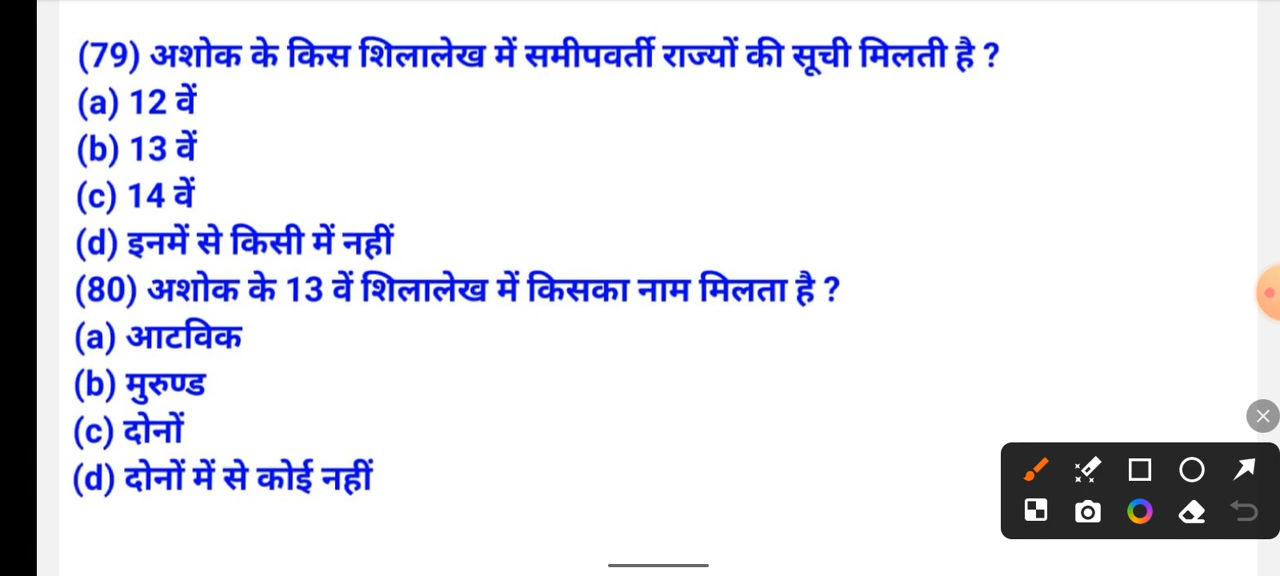 (79) अशोक के किस शिलालेख में समीपवर्ती राज्यों की सूची मिलती है ?
(a) 12 वें
(b) 13 वें
(c) 14 वें
(d) इनमें से किसी में नहीं
(80) अशोक के 13 वें शिलालेख में किसका नाम मिलता है ?
(a) आटविक
(b) मुरुण्ड
(c) दोनों
(d) दोनों में से कोई नहीं